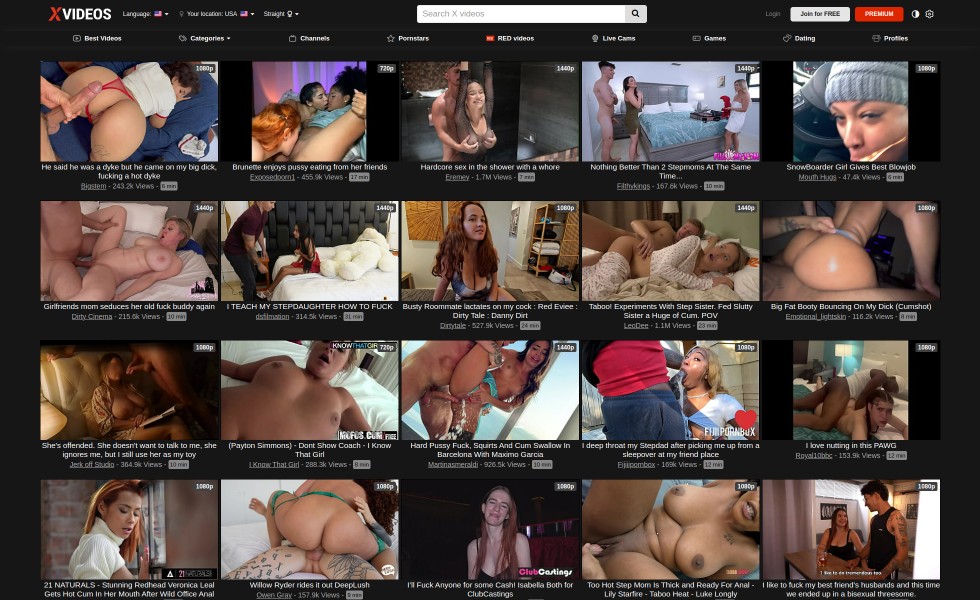 XVIDEOS
Language:
Your location: USA
Straight
Search X videos
Login
Join for FREE
PREMIUM
Best Videos
Categories
Channels
Pornstars
RED videos
Live Cams
Games
Dating
Profiles
1080p
720p
1440p
1440p
1080p
He said he was a dyke but he came on my big dick,
fucking a hot dyke
Bigstem - 243.2k Views - 6 min
Brunette enjoys pussy eating from her friends
Exposedoorn1 - 455.9k Views - 17 min
Hardcore sex in the shower with a whore
Eremey - 1.7M Views - 7 min
Nothing Better Than 2 Stepmoms At The Same
Time...
Filthykings - 167.6k Views - 10 min
SnowBoarder Girl Gives Best Blowjob
Mouth Hugs - 47.4k Views - 6 min
1440p
1440p
1080p
1440p
1080p
Girlfriends mom seduces her old fuck buddy again
Dirty Cinema - 215.6k Views - 10 min
I TEACH MY STEPDAUGHTER HOW TO FUCK
dsfilmation - 314.5k Views - 31 min
Busty Roommate lactates on my cock : Red Eviee :
Dirty Tale : Danny Dirt
Dirtytale - 527.9k Views - 24 min
Taboo! Experiments With Step Sister. Fed Slutty
Sister a Huge of Cum. POV
LeoDee - 1.1M Views - 23 min
Big Fat Booty Bouncing On My Dick (Cumshot)
Emotional_lightskin - 116.2k Views - 8 min
1080p
KNOWTHATGIR 720p
1440p
1080p
1080p
MOFOS.COM
FIJIIPORNBOX
She's offended. She doesn't want to talk to me, she
ignores me, but I still use her as my toy
Jerk off Studio - 364.9k Views - 10 min
(Payton Simmons) - Dont Show Coach - I Know
That Girl
I Know That Girl - 288.3k Views - 8 min
Hard Pussy Fuck, Squirts And Cum Swallow In
Barcelona With Maximo Garcia
Martinasmeraldi - 926.5k Views - 10 min
I deep throat my Stepdad after picking me up from a
sleepover at my friend place
Fijiipornbox - 169k Views - 12 min
I love nutting in this PAWG
Royal10bbc - 153.9k Views - 12 min
1080p
1080p
1080p
1080p
1080p
21 NATURALS
ClubCastings
I like to do tremendous too
21 NATURALS - Stunning Redhead Veronica Leal
Gets Hot Cum In Her Mouth After Wild Office Anal
Willow Ryder rides it out DeepLush
Owen Gray - 157.9k Views - 8 min
I'll Fuck Anyone for some Cash! Isabella Both for
ClubCastings
Too Hot Step Mom Is Thick and Ready For Anal -
Lily Starfire - Taboo Heat - Luke Longly
I like to fuck my best friend's husbands and this time
we ended up in a bisexual threesome.